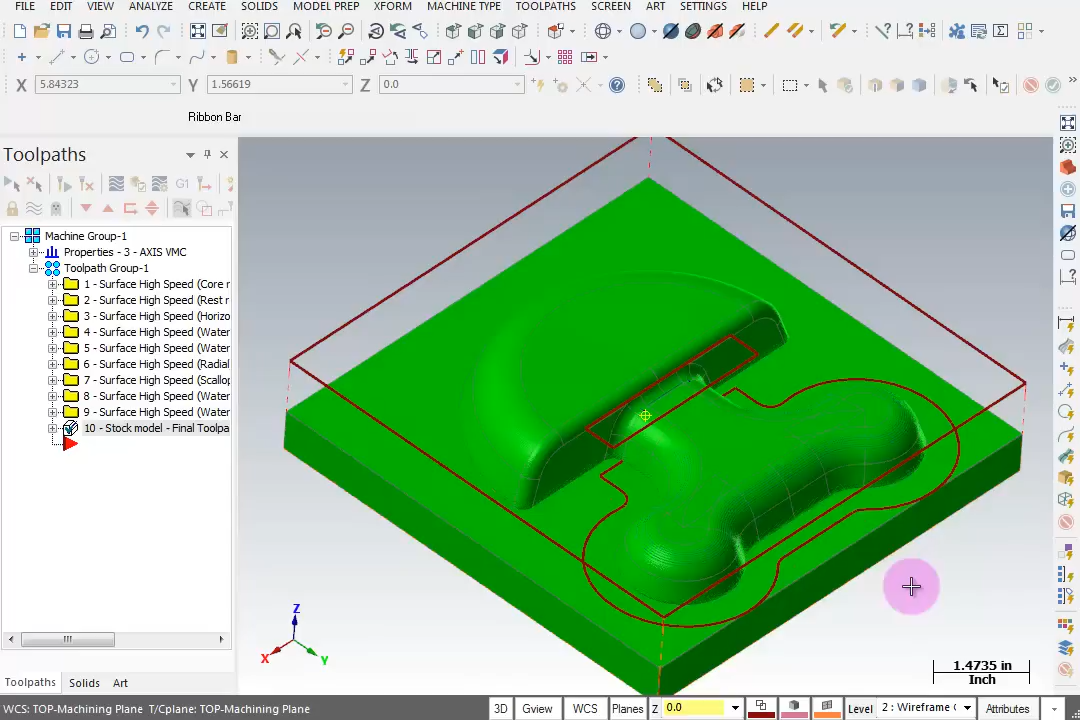 FILE EDIT VIEW ANALYZE CREATE SOLIDS MODEL PREP XFORM MACHINE TYPE TOOLPATHS SCREEN ART SETTINGS HELP
X 5.84323 Y 1.56619 Z 0.0
Ribbon Bar
Toolpaths
G1
Machine Group-1
Properties - 3 - AXIS VMC
Toolpath Group-1
1 - Surface High Speed (Core r
2 - Surface High Speed (Rest r
3 - Surface High Speed (Horizo
4 - Surface High Speed (Water
5 - Surface High Speed (Water
6 - Surface High Speed (Radial
7 - Surface High Speed (Scallop
8 - Surface High Speed (Water
9 - Surface High Speed (Water
10 - Stock model - Final Toolpa
Z
X
Y
1.4735 in
Inch
Toolpaths Solids Art
WCS: TOP-Machining Plane T/Cplane: TOP-Machining Plane 3D Gview WCS Planes Z 0.0 Level 2 : Wireframe Attributes